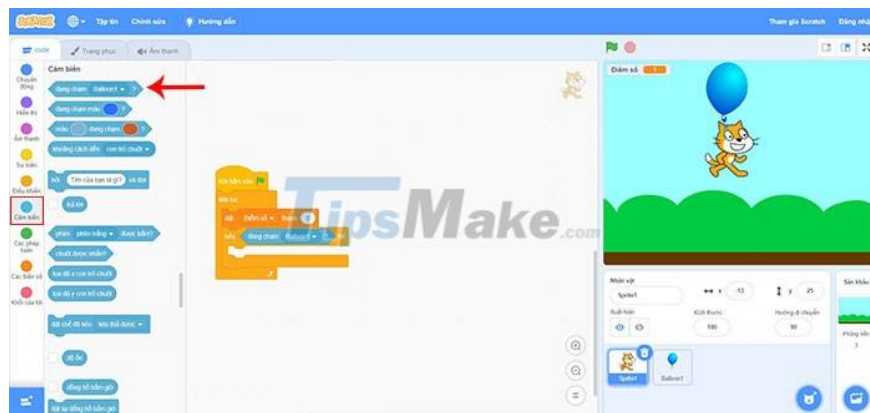 SCRATCH
Tập tin
Chỉnh sửa
Hướng dẫn
Tham gia Scratch
Đăng nhập
code
Trang phục
Âm thanh
Chuyển động
Hiển thị
Âm thanh
Sự kiện
Điều khiển
Cảm biến
Các phép toán
Các biến số
Khối của tôi
Cảm biến
đang chạm Balloon1 ?
đang chạm màu ?
màu đang chạm ?
khoảng cách đến con trỏ chuột
hỏi Tên của bạn là gì? và đợi
trả lời
phím phím trắng được bấm?
chuột được nhấn?
tọa độ x con trỏ chuột
tọa độ y con trỏ chuột
đặt chế độ kéo kéo thả được
độ ồn
đồng hồ bấm giờ
đặt lại đồng hồ bấm giờ
khi bấm vào
liên tục
đặt Điểm số thành 0
nếu đang chạm Balloon1
TipsMake.com
Điểm số
Nhân vật
Sprite1
x -13
y 25
Xuất hiện
Kích thước
100
Hướng di chuyển
90
Sprite1
Balloon1
Sân khấu
Phông nền
3